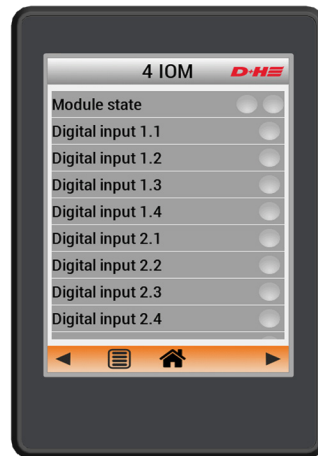 4 IOM D+H
Module state
Digital input 1.1
Digital input 1.2
Digital input 1.3
Digital input 1.4
Digital input 2.1
Digital input 2.2
Digital input 2.3
Digital input 2.4